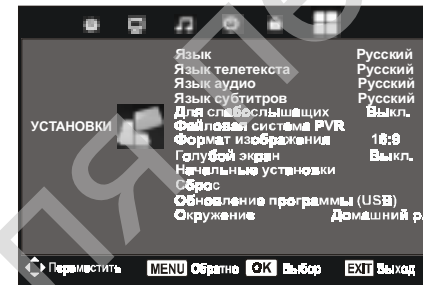 Язык Русский
Язык телетекста Русский
Язык аудио Русский
Язык субтитров Русский
Для слабослышащих Выкл.
УСТАНОВКИ
Файловая система PVR
Формат изображения 16:9
Голубой экран Выкл.
Начальные установки
Сброс
Обновление программы (USB)
Окружение Домашний р.
Переместить MENU Обратно OK Выбор EXIT Выход